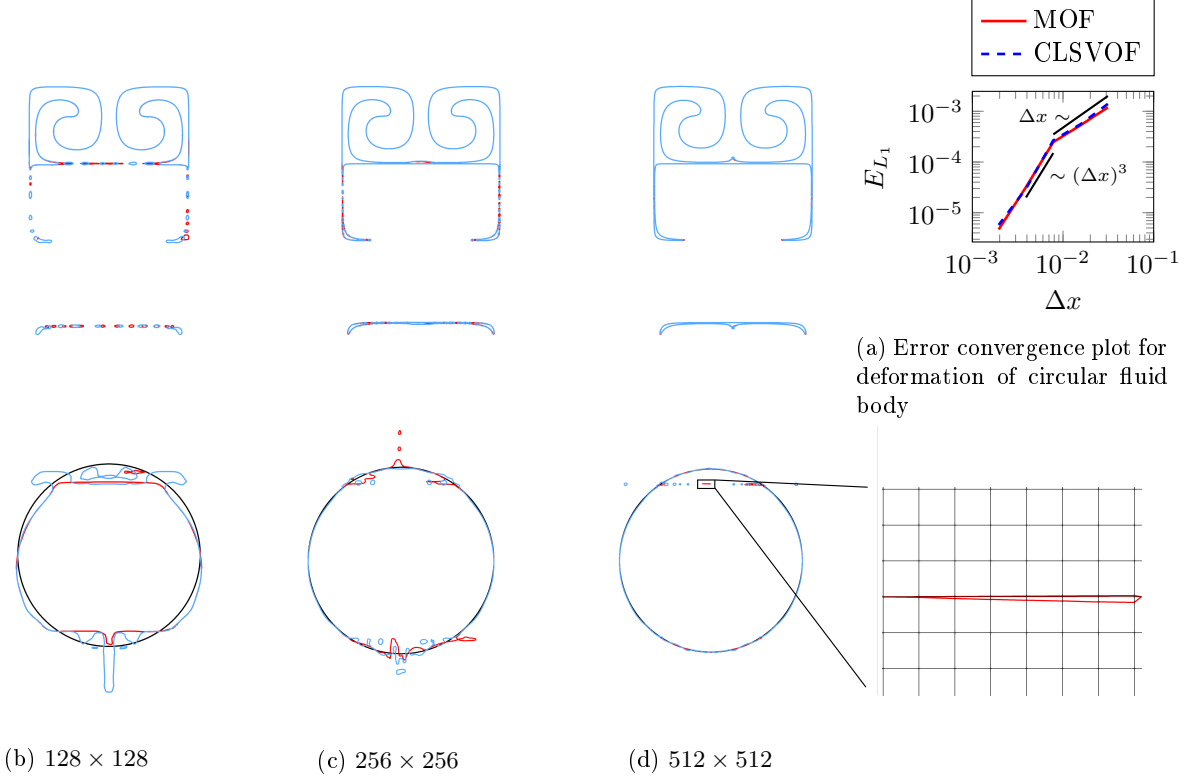 MOF
CLSVOF
10⁻³
10⁻⁴
10⁻⁵
E_{L₁}
Δx ∼
∼ (Δx)³
10⁻³
10⁻²
10⁻¹
Δx
(a) Error convergence plot for
deformation of circular fluid
body
(b) 128 × 128
(c) 256 × 256
(d) 512 × 512